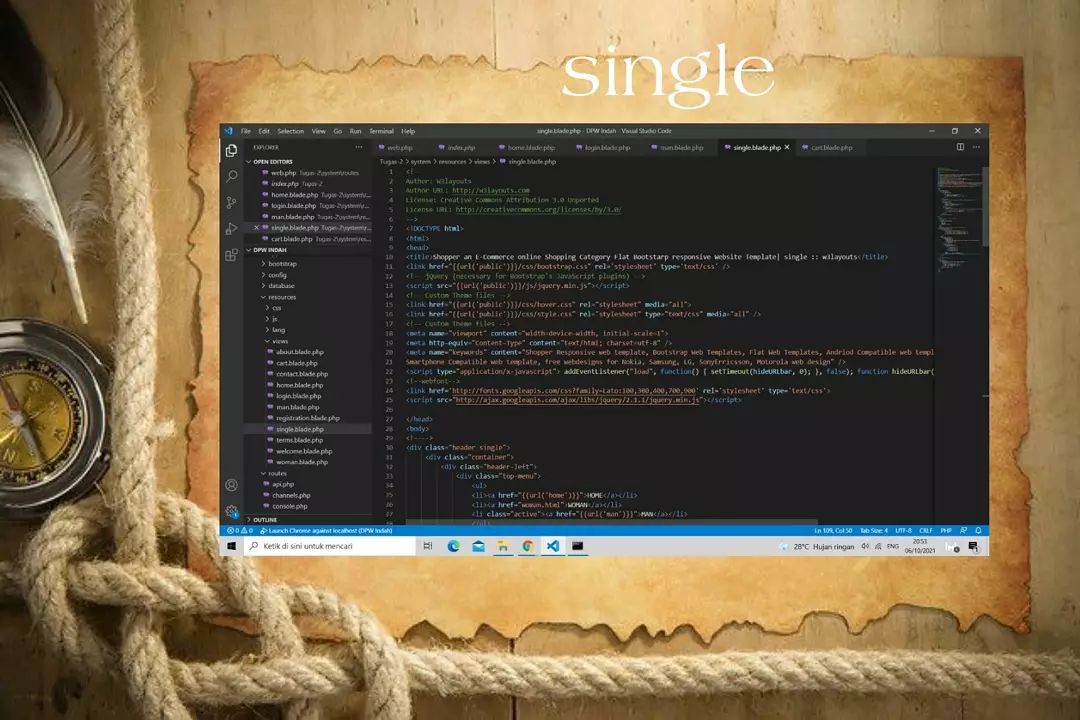 single
File Edit Selection View Go Run Terminal Help
single.blade.php - DPW Indah - Visual Studio Code
EXPLORER
OPEN EDITORS
web.php Tugas-2\system\routes
index.php Tugas-2
home.blade.php Tugas-2\system\r...
login.blade.php Tugas-2\system\r...
man.blade.php Tugas-2\system\r...
single.blade.php Tugas-2\system\r...
cart.blade.php Tugas-2\system\r...
DPW INDAH
bootstrap
config
database
resources
css
js
lang
views
about.blade.php
cart.blade.php
contact.blade.php
home.blade.php
login.blade.php
man.blade.php
registration.blade.php
single.blade.php
terms.blade.php
welcome.blade.php
woman.blade.php
routes
api.php
channels.php
console.php
OUTLINE
web.php index.php home.blade.php login.blade.php man.blade.php single.blade.php cart.blade.php
Tugas-2 > system > resources > views > single.blade.php
1 <!--
2 Author: W3layouts
3 Author URL: http://w3layouts.com
4 License: Creative Commons Attribution 3.0 Unported
5 License URL: http://creativecommons.org/licenses/by/3.0/
6 -->
7 <!DOCTYPE html>
8 <html>
9 <head>
10 <title>Shopper an E-Commerce online Shopping Category Flat Bootstarp responsive Website Template| single :: w3layouts</title>
11 <link href="{{url('public')}}/css/bootstrap.css" rel='stylesheet' type='text/css' />
12 <!-- jQuery (necessary for Bootstrap's JavaScript plugins) -->
13 <script src="{{url('public')}}/js/jquery.min.js"></script>
14 <!-- Custom Theme files -->
15 <link href="{{url('public')}}/css/hover.css" rel="stylesheet" media="all">
16 <link href="{{url('public')}}/css/style.css" rel="stylesheet" type="text/css" media="all" />
17 <!-- Custom Theme files -->
18 <meta name="viewport" content="width=device-width, initial-scale=1">
19 <meta http-equiv="Content-Type" content="text/html; charset=utf-8" />
20 <meta name="keywords" content="Shopper Responsive web template, Bootstrap Web Templates, Flat Web Templates, Andriod Compatible web templ
21 Smartphone Compatible web template, free webdesigns for Nokia, Samsung, LG, SonyErricsson, Motorola web design" />
22 <script type="application/x-javascript"> addEventListener("load", function() { setTimeout(hideURLbar, 0); }, false); function hideURLbar(
23 <!--webfont-->
24 <link href='http://fonts.googleapis.com/css?family=Lato:100,300,400,700,900' rel='stylesheet' type='text/css'>
25 <script src="http://ajax.googleapis.com/ajax/libs/jquery/2.1.1/jquery.min.js"></script>
26
27 </head>
28 <body>
29 <!---->
30 <div class="header single">
31 <div class="container">
32 <div class="header-left">
33 <div class="top-menu">
34 <ul>
35 <li><a href="{{url('home')}}">HOME</a></li>
36 <li><a href="woman.html">WOMAN</a></li>
37 <li class="active"><a href="{{url('man')}}">MAN</a></li>
38 </ul>
0 0 Launch Chrome against localhost (DPW Indah) Ln 109, Col 50 Tab Size: 4 UTF-8 CRLF PHP
Ketik di sini untuk mencari
28°C Hujan ringan ENG 20:53
06/10/2021